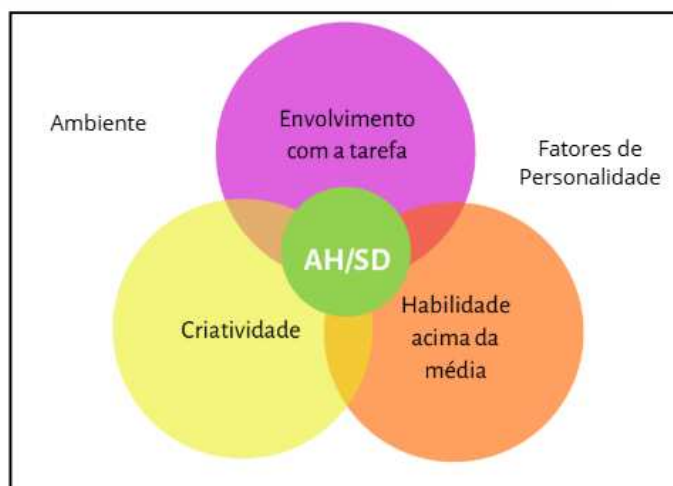 Ambiente
Envolvimento
com a tarefa
Fatores de
Personalidade
AH/SD
Criatividade
Habilidade
acima da
média